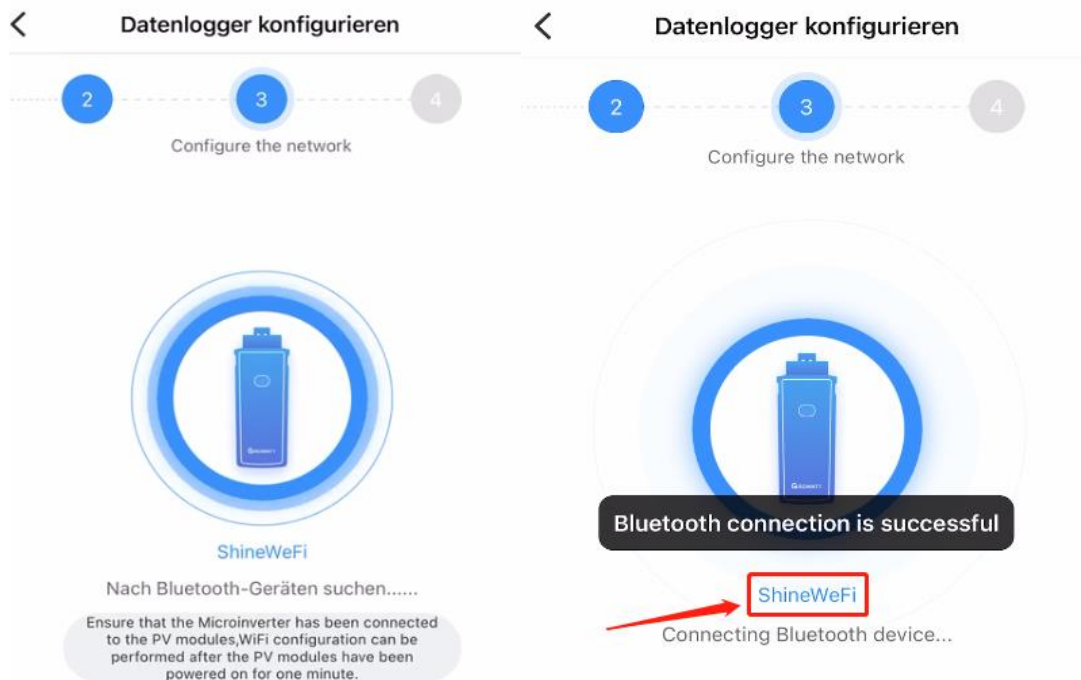 Datenlogger konfigurieren
2
3
4
Configure the network
GROWATT
ShineWeFi
Nach Bluetooth-Geräten suchen......
Ensure that the Microinverter has been connected
to the PV modules,WiFi configuration can be
performed after the PV modules have been
powered on for one minute.
Datenlogger konfigurieren
2
3
4
Configure the network
GROWATT
Bluetooth connection is successful
ShineWeFi
Connecting Bluetooth device...